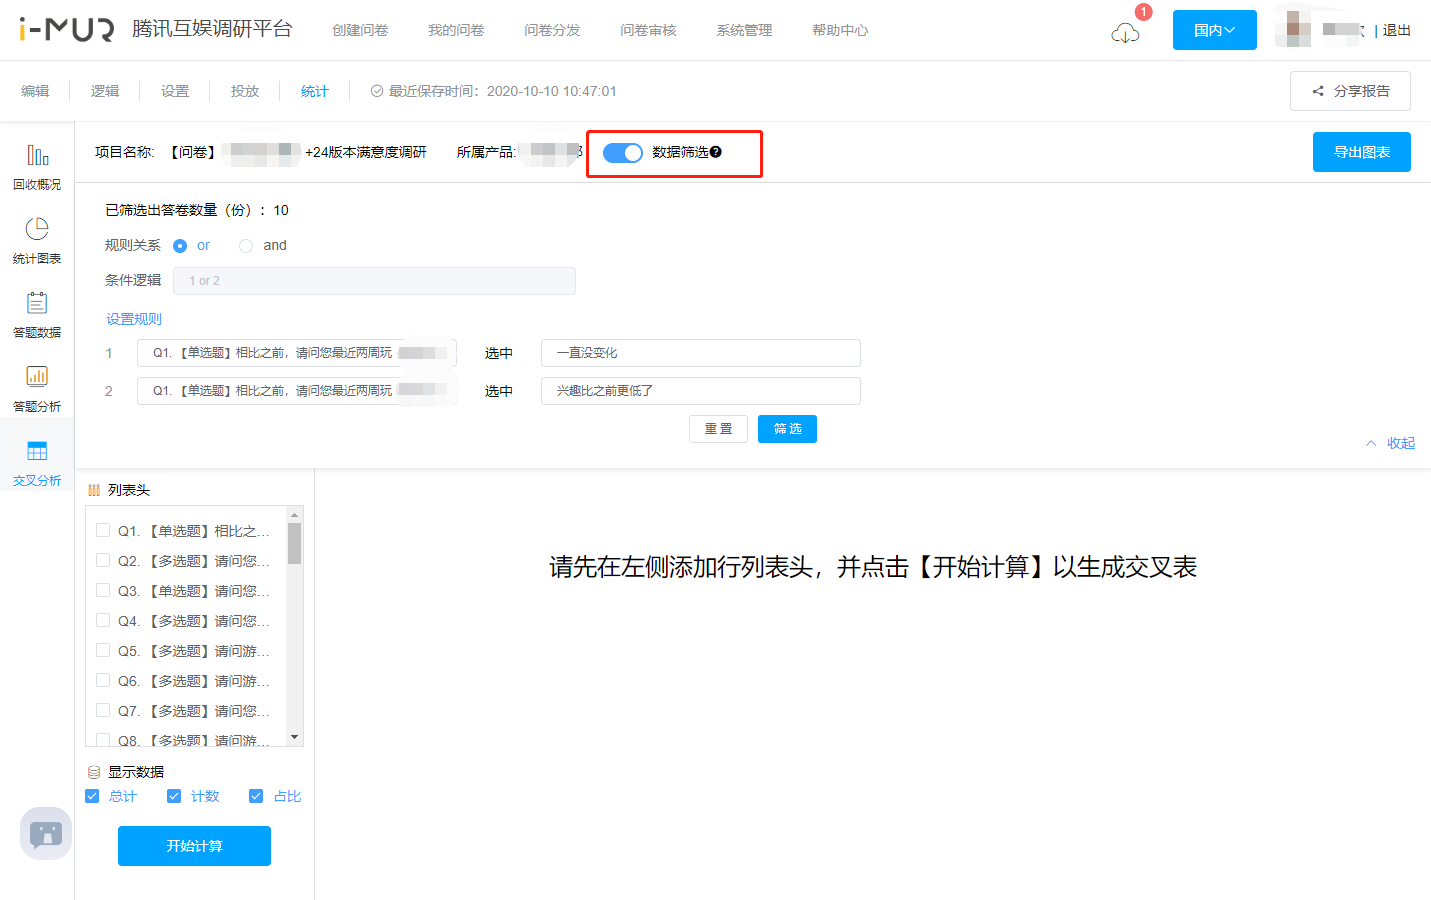 i-MUR 腾讯互娱调研平台 创建问卷 我的问卷 问卷分发 问卷审核 系统管理 帮助中心 1 国内 | 退出
编辑 逻辑 设置 投放 统计 最近保存时间：2020-10-10 10:47:01 分享报告
项目名称: 【问卷】 +24版本满意度调研 所属产品: 数据筛选 导出图表
回收概况
统计图表
答题数据
答题分析
交叉分析
已筛选出答卷数量（份）：10
规则关系 or and
条件逻辑 1 or 2
设置规则
1 Q1. 【单选题】相比之前，请问您最近两周玩 选中 一直没变化
2 Q1. 【单选题】相比之前，请问您最近两周玩 选中 兴趣比之前更低了
重置 筛选
收起
列表头
Q1. 【单选题】相比之...
Q2. 【多选题】请问您...
Q3. 【单选题】请问您...
Q4. 【多选题】请问您...
Q5. 【多选题】请问游...
Q6. 【多选题】请问游...
Q7. 【多选题】请问您...
Q8. 【多选题】请问游...
显示数据
总计 计数 占比
开始计算
请先在左侧添加行列表头，并点击【开始计算】以生成交叉表